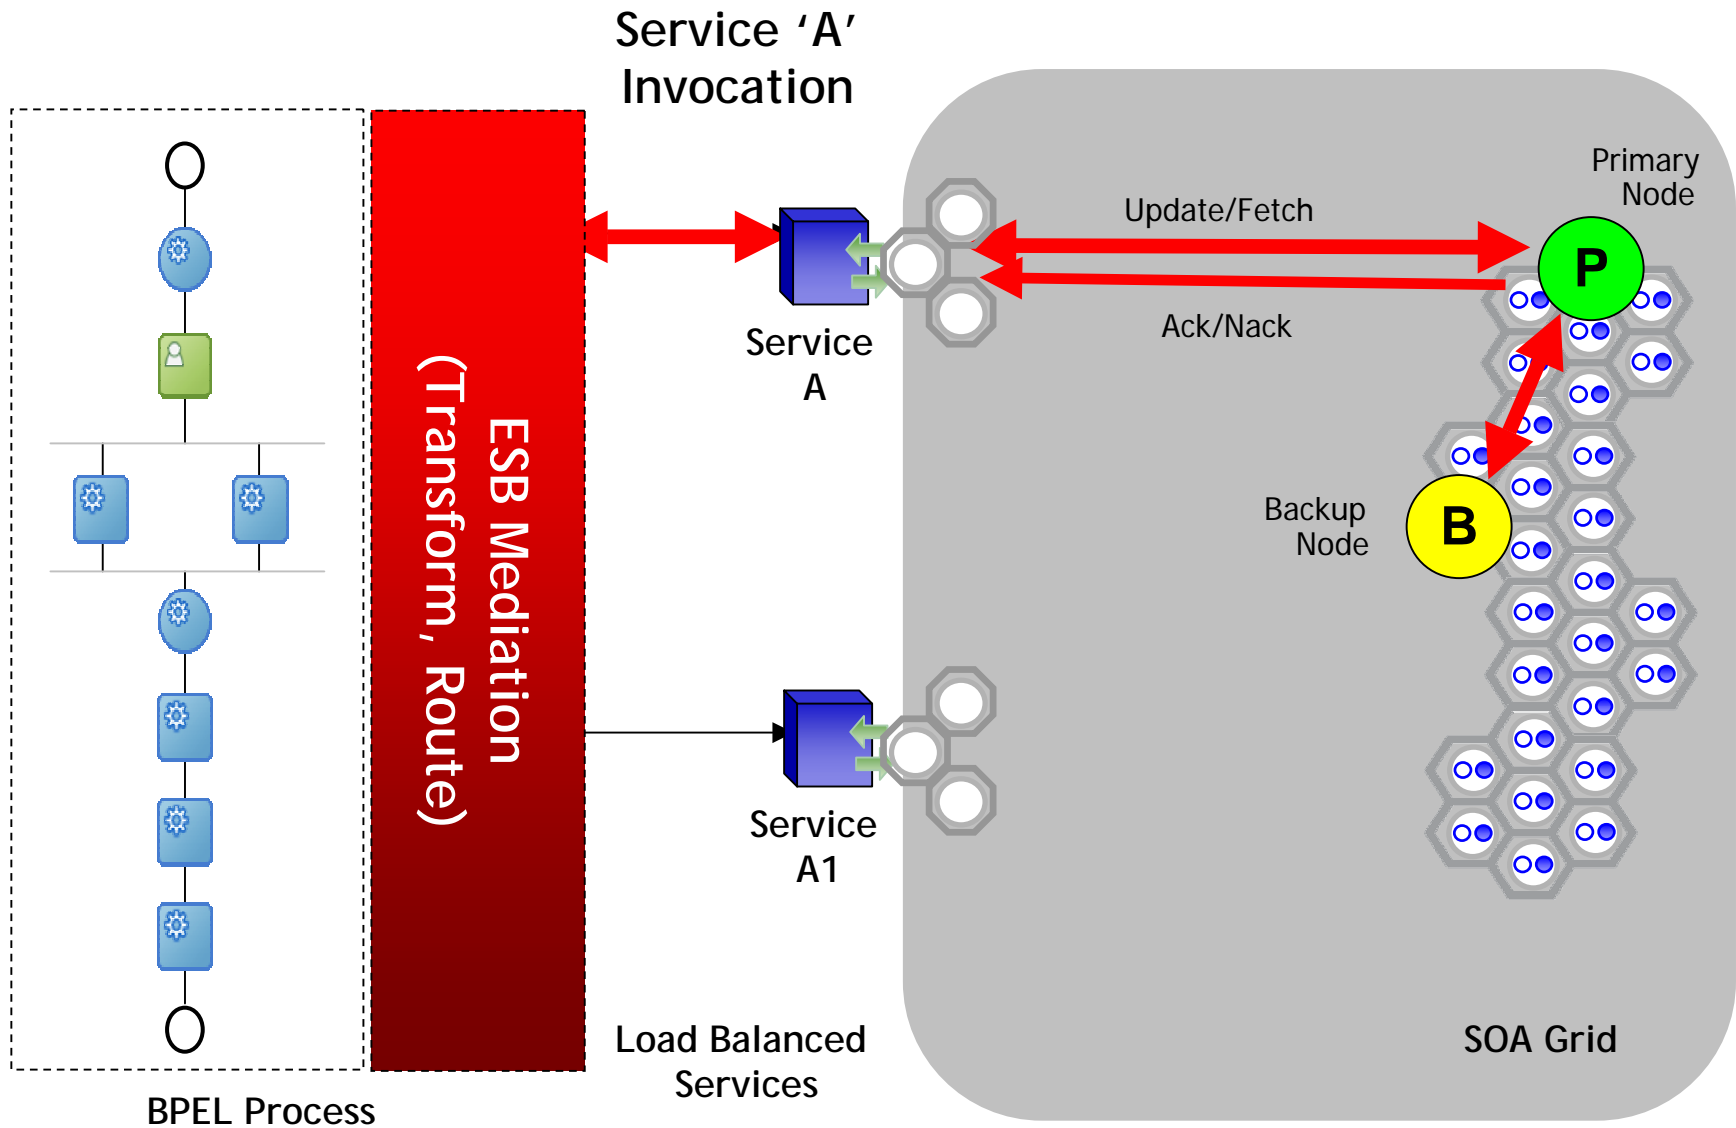 Service ‘A’
Invocation
Primary
Node
Update/Fetch
P
Ack/Nack
Service
A
ESB Mediation
(Transform, Route)
Backup
Node
B
Service
A1
Load Balanced
Services
SOA Grid
BPEL Process